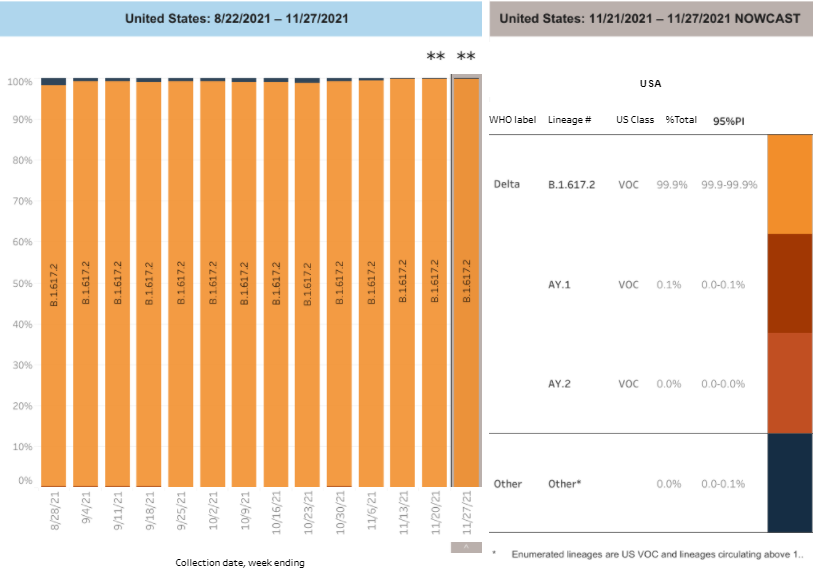 United States: 8/22/2021 – 11/27/2021
United States: 11/21/2021 – 11/27/2021 NOWCAST
** **
100%
90%
80%
70%
60%
50%
40%
30%
20%
10%
0%
B.1.617.2 B.1.617.2 B.1.617.2 B.1.617.2 B.1.617.2 B.1.617.2 B.1.617.2 B.1.617.2 B.1.617.2 B.1.617.2 B.1.617.2 B.1.617.2 B.1.617.2 B.1.617.2
8/28/21 9/4/21 9/11/21 9/18/21 9/25/21 10/2/21 10/9/21 10/16/21 10/23/21 10/30/21 11/6/21 11/13/21 11/20/21 11/27/21
^
Collection date, week ending
USA
WHO label Lineage # US Class %Total 95%PI
Delta B.1.617.2 VOC 99.9% 99.9-99.9%
AY.1 VOC 0.1% 0.0-0.1%
AY.2 VOC 0.0% 0.0-0.0%
Other Other* 0.0% 0.0-0.1%
* Enumerated lineages are US VOC and lineages circulating above 1..